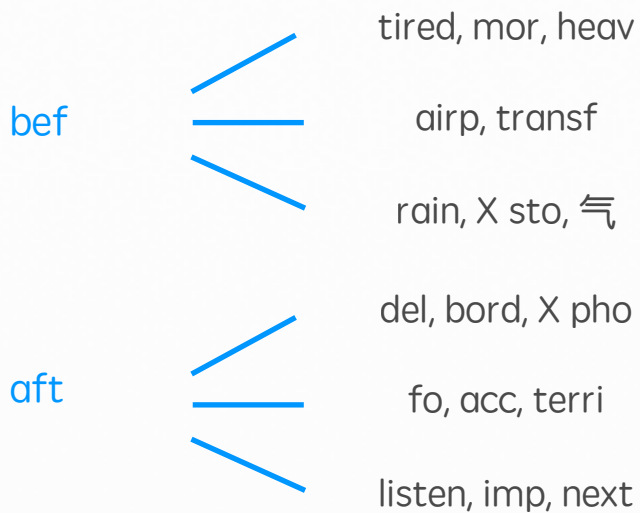 tired, mor, heav
bef
airp, transf
rain, X sto, 气
del, bord, X pho
aft
fo, acc, terri
listen, imp, next